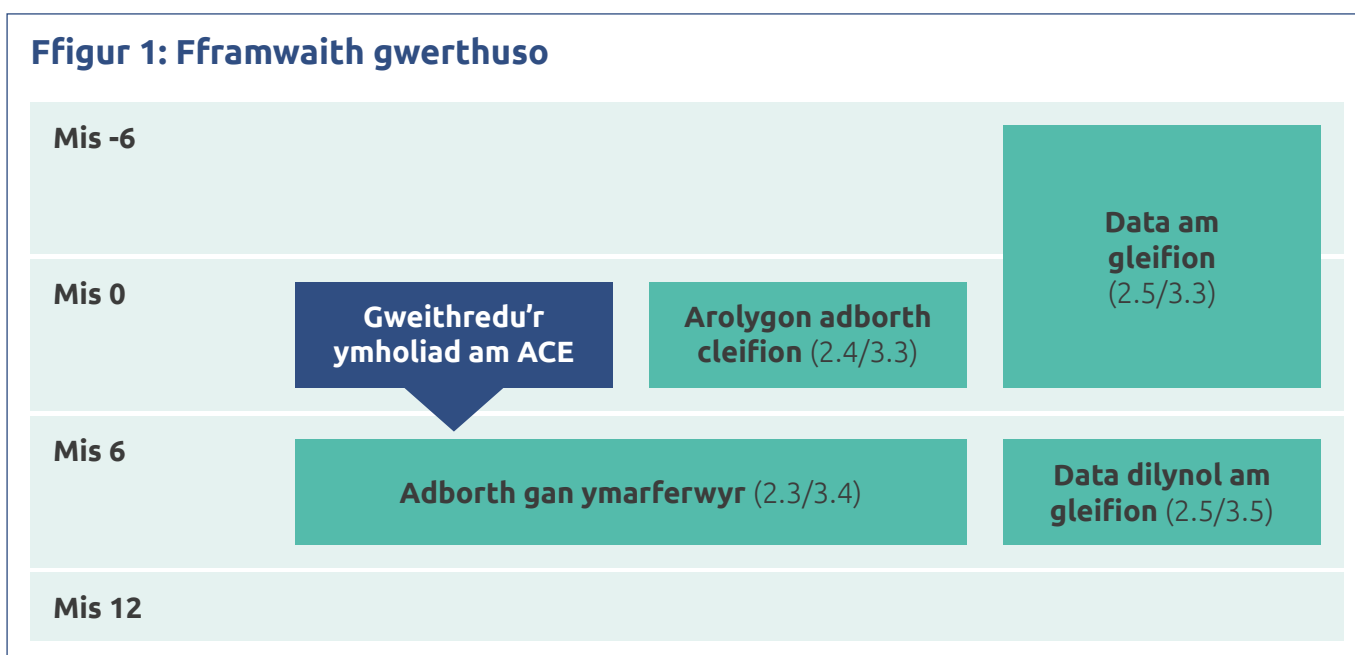 Ffigur 1: Fframwaith gwerthuso
Mis -6
Data am
gleifion
(2.5/3.3)
Mis 0
Gweithredu'r
ymholiad am ACE
Arolygon adborth
cleifion (2.4/3.3)
Mis 6
Adborth gan ymarferwyr (2.3/3.4)
Data dilynol am
gleifion (2.5/3.5)
Mis 12